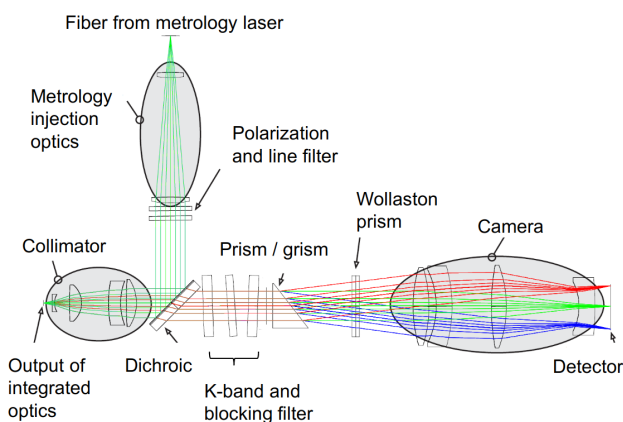 Fiber from metrology laser
Metrology
injection
optics
Polarization
and line filter
Wollaston
prism
Camera
Collimator
Prism / grism
Output of
integrated
optics
Dichroic
K-band and
blocking filter
Detector